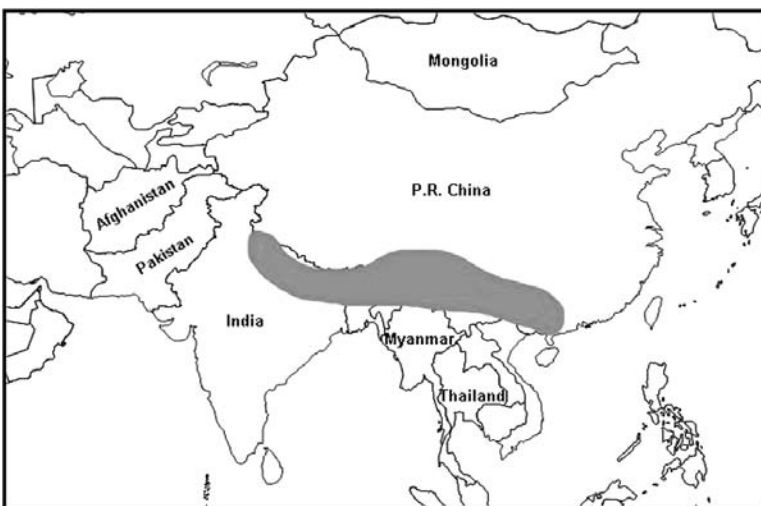 Mongolia
P.R. China
Afghanistan
Pakistan
India
Myanmar
Thailand